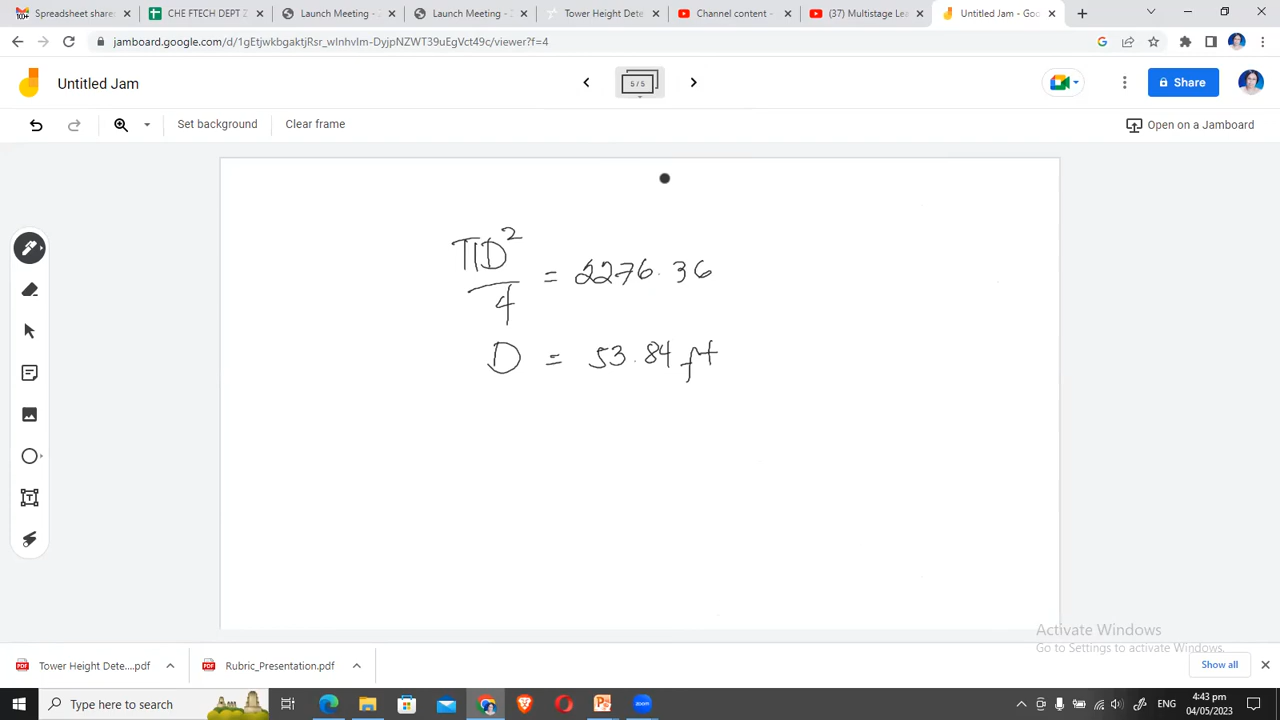 Spreadsheet share
CHE FTECH DEPT 2
Launch Meeting -
Launch Meeting - Z
Tower Height Dete
Channel content -
(37) Multistage Lea
Untitled Jam - Goo
jamboard.google.com/d/1gEtjwkbgaktjRsr_wInhvIm-DyjpNZWT39uEgVct49c/viewer?f=4
Untitled Jam
5 / 5
Share
Set background
Clear frame
Open on a Jamboard
πD²
/4 = 2276.36
D = 53.84 ft
Activate Windows
Go to Settings to activate Windows.
Tower Height Dete....pdf
Rubric_Presentation.pdf
Show all
Type here to search
zoom
ENG
4:43 pm
04/05/2023